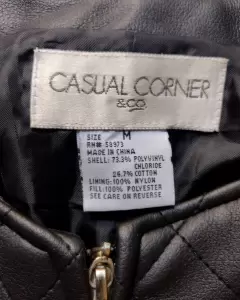 CASUAL CORNER
&CO.
SIZE M
RN# 58973
MADE IN CHINA
SHELL: 73.3% POLYVINYL
CHLORIDE
26.7% COTTON
LINING: 100% NYLON
FILL: 100% POLYESTER
SEE CARE ON REVERSE